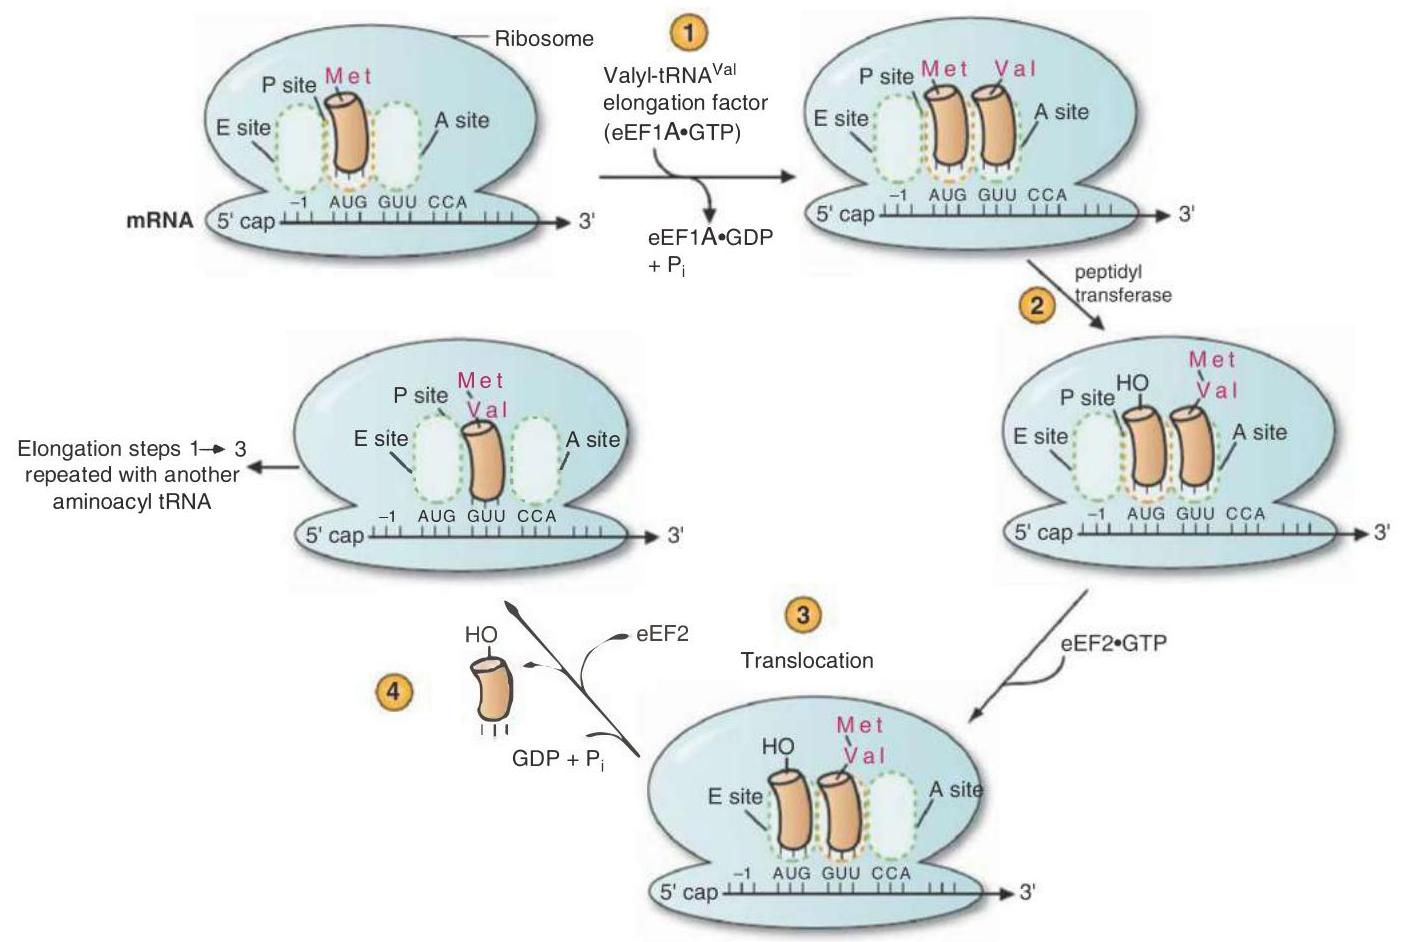 Ribosome
Met
P site
E site
A site
–1 AUG GUU CCA
mRNA 5' cap 3'
1
Valyl-tRNAVal
elongation factor
(eEF1A•GTP)
eEF1A•GDP
+ Pi
Met Val
P site
E site
A site
–1 AUG GUU CCA
5' cap 3'
2
peptidyl
transferase
Met
Val
HO
P site
E site
A site
–1 AUG GUU CCA
5' cap 3'
eEF2•GTP
3
Translocation
Met
Val
HO
E site
A site
–1 AUG GUU CCA
5' cap 3'
4
HO
eEF2
GDP + Pi
Met
Val
P site
E site
A site
–1 AUG GUU CCA
5' cap 3'
Elongation steps 1→ 3
repeated with another
aminoacyl tRNA